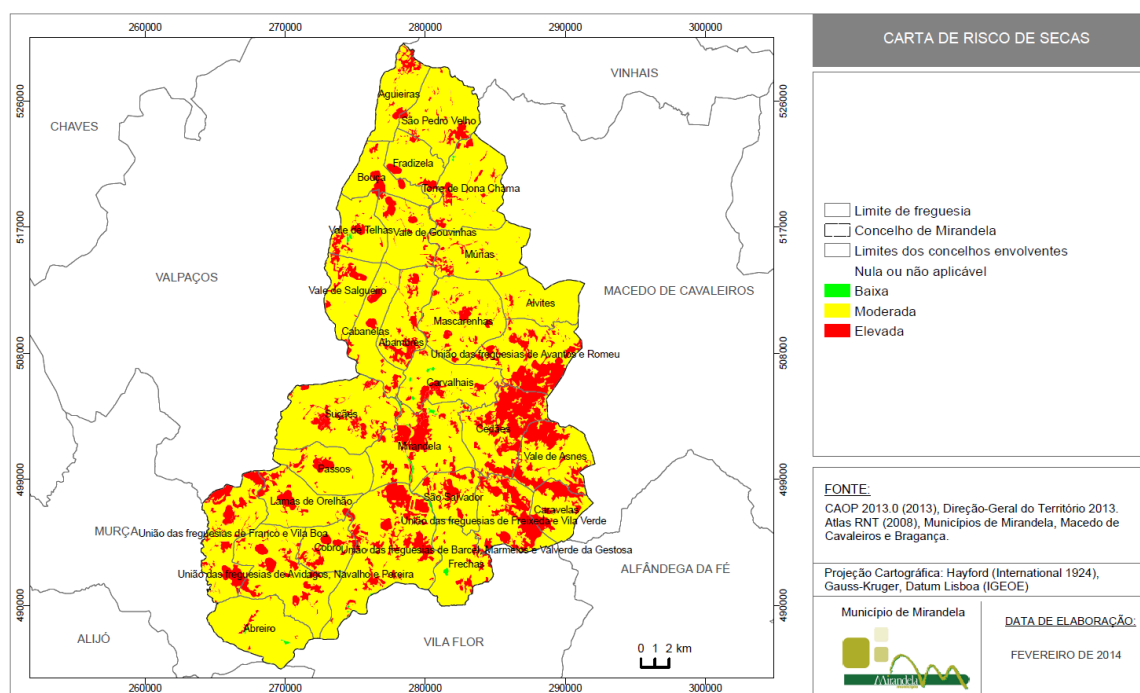 260000 270000 280000 290000 300000
CARTA DE RISCO DE SECAS
VINHAIS
526000 526000
Aguieiras
São Pedro Velho
CHAVES
Fradizela
Bouça
Torre de Dona Chama
517000 517000
Vale de Telhas
Vale de Gouvinhas
Múrias
VALPAÇOS
Vale de Salgueiro
MACEDO DE CAVALEIROS
Alvites
Mascarenhas
Cabanelas
Abambres
508000 508000
União das freguesias de Avantos e Romeu
Carvalhais
Suçães
Cedães
Mirandela
Vale de Asnes
Passos
499000 499000
Lamas de Orelhão
São Salvador
Caravelas
União das freguesias de Freixeda e Vila Verde
MURÇA
União das freguesias de Franco e Vila Boa
Cobro
União das freguesias de Barcel, Marmelos e Valverde da Gestosa
Frechas
ALFÂNDEGA DA FÉ
União das freguesias de Avidagos, Navalho e Pereira
490000 490000
Abreiro
ALIJÓ
VILA FLOR
0 1 2 km
260000 270000 280000 290000 300000
Limite de freguesia
Concelho de Mirandela
Limites dos concelhos envolventes
Nula ou não aplicável
Baixa
Moderada
Elevada
FONTE:
CAOP 2013.0 (2013), Direção-Geral do Território 2013.
Atlas RNT (2008), Municípios de Mirandela, Macedo de
Cavaleiros e Bragança.
Projeção Cartográfica: Hayford (International 1924),
Gauss-Kruger, Datum Lisboa (IGEOE)
Município de Mirandela
Mirandela
DATA DE ELABORAÇÃO:
FEVEREIRO DE 2014